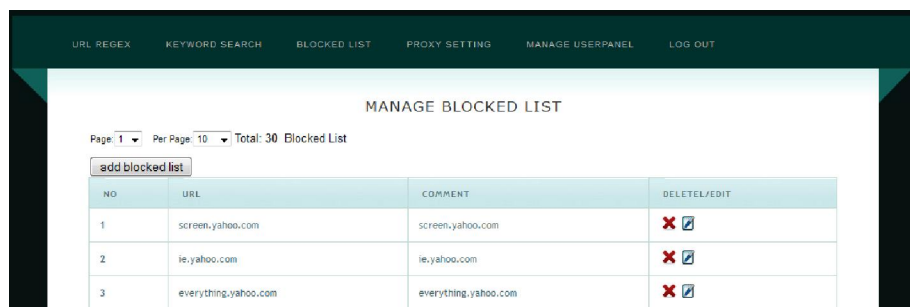 URL REGEX KEYWORD SEARCH BLOCKED LIST PROXY SETTING MANAGE USERPANEL LOG OUT
MANAGE BLOCKED LIST
Page: 1 Per Page: 10 Total: 30 Blocked List
add blocked list
NO URL COMMENT DELETEL/EDIT
1 screen.yahoo.com screen.yahoo.com
2 ie.yahoo.com ie.yahoo.com
3 everything.yahoo.com everything.yahoo.com